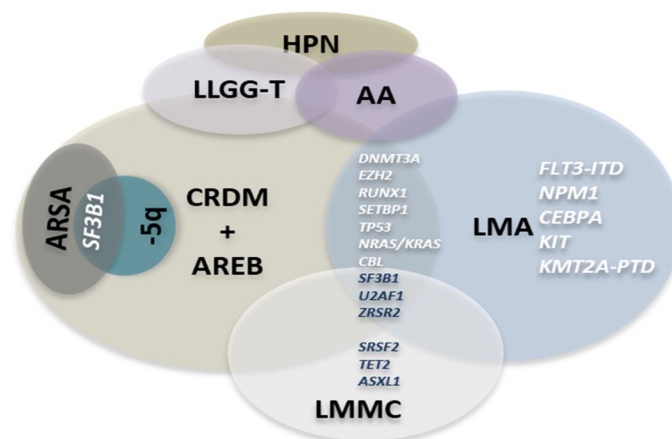 HPN
LLGG-T
AA
ARSA
SF3B1
-5q
CRDM
+
AREB
DNMT3A
EZH2
RUNX1
SETBP1
TP53
NRAS/KRAS
CBL
SF3B1
U2AF1
ZRSR2
SRSF2
TET2
ASXL1
LMA
FLT3-ITD
NPM1
CEBPA
KIT
KMT2A-PTD
LMMC